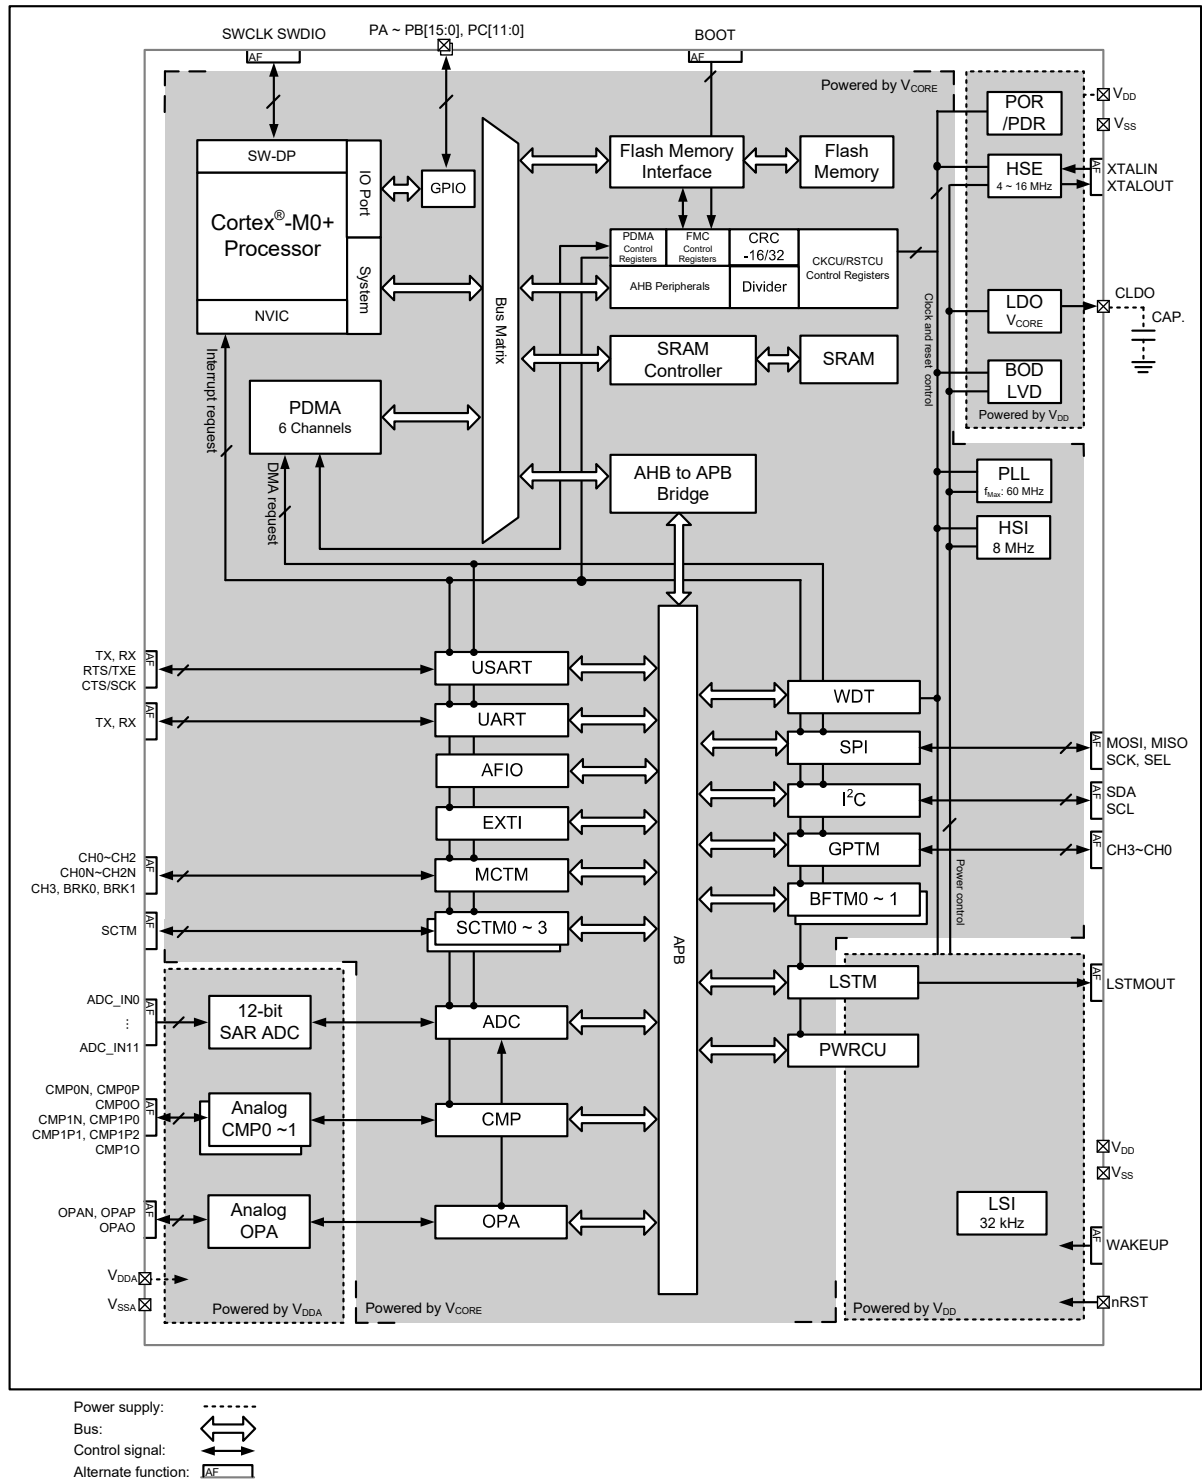 SWCLK SWDIO
AF
PA ~ PB[15:0], PC[11:0]
BOOT
AF
Powered by VCORE
POR
/PDR
VDD
VSS
SW-DP
IO Port
Cortex®-M0+
Processor
System
NVIC
GPIO
Bus Matrix
Flash Memory
Interface
Flash
Memory
HSE
4 ~ 16 MHz
AF
XTALIN
XTALOUT
PDMA
Control
Registers
FMC
Control
Registers
CRC
-16/32
CKCU/RSTCU
Control Registers
AHB Peripherals
Divider
Clock and reset control
LDO
VCORE
CLDO
CAP.
SRAM
Controller
SRAM
BOD
LVD
Powered by VDD
Interrupt request
PDMA
6 Channels
DMA request
AHB to APB
Bridge
PLL
fMax: 60 MHz
HSI
8 MHz
TX, RX
RTS/TXE
CTS/SCK
AF
USART
WDT
TX, RX
AF
UART
SPI
AF
MOSI, MISO
SCK, SEL
AFIO
I²C
AF
SDA
SCL
EXTI
GPTM
AF
CH3~CH0
CH0~CH2
CH0N~CH2N
CH3, BRK0, BRK1
AF
MCTM
BFTM0 ~ 1
Power control
SCTM
AF
SCTM0 ~ 3
APB
LSTM
AF
LSTMOUT
ADC_IN0
...
ADC_IN11
AF
12-bit
SAR ADC
ADC
PWRCU
CMP0N, CMP0P
CMP0O
CMP1N, CMP1P0
CMP1P1, CMP1P2
CMP1O
AF
Analog
CMP0 ~1
CMP
VDD
VSS
OPAN, OPAP
OPAO
AF
Analog
OPA
OPA
LSI
32 kHz
AF
WAKEUP
VDDA
VSSA
Powered by VDDA
Powered by VCORE
Powered by VDD
nRST
Power supply:
Bus:
Control signal:
Alternate function:
AF